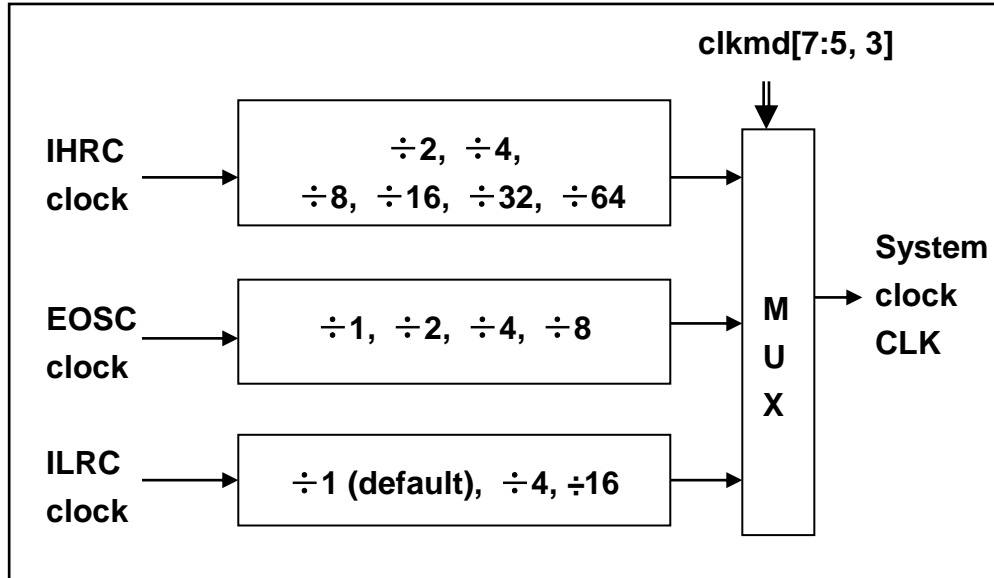 clkmd[7:5, 3]
IHRC
clock
÷2, ÷4,
÷8, ÷16, ÷32, ÷64
EOSC
clock
÷1, ÷2, ÷4, ÷8
ILRC
clock
÷1 (default), ÷4, ÷16
M
U
X
System
clock
CLK